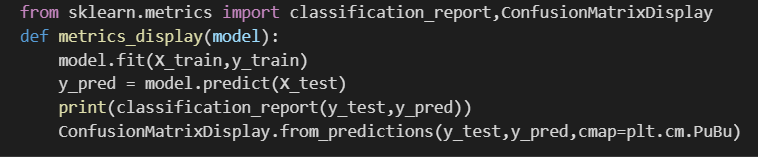 from sklearn.metrics import classification_report,ConfusionMatrixDisplay
def metrics_display(model):
    model.fit(X_train,y_train)
    y_pred = model.predict(X_test)
    print(classification_report(y_test,y_pred))
    ConfusionMatrixDisplay.from_predictions(y_test,y_pred,cmap=plt.cm.PuBu)